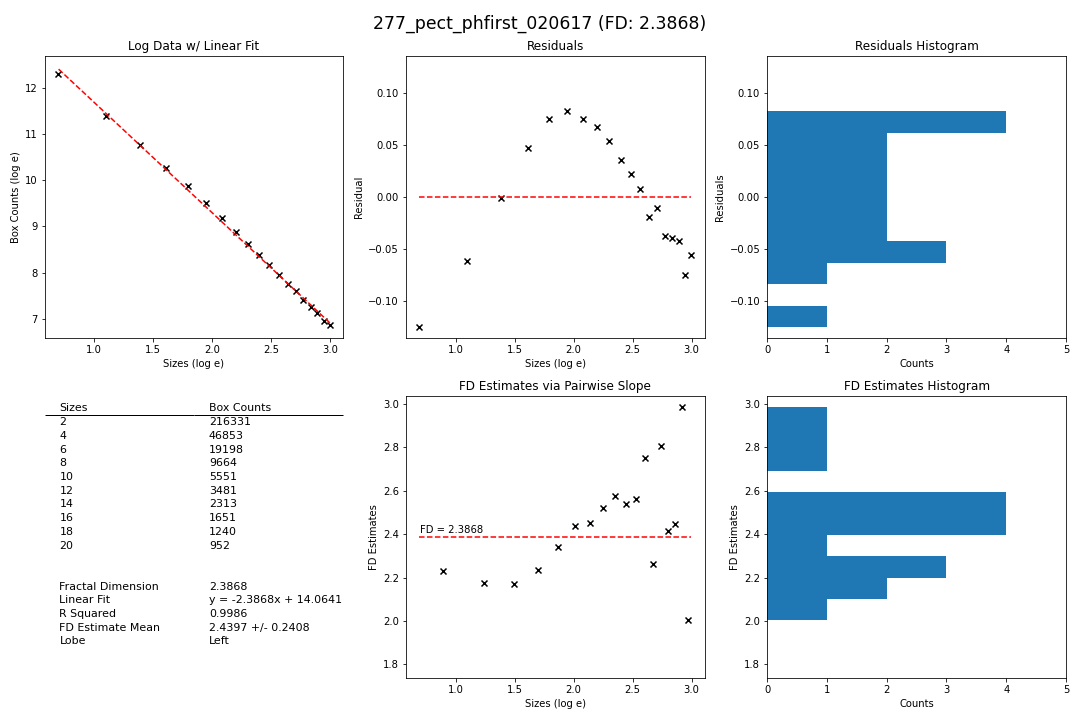 277_pect_phfirst_020617 (FD: 2.3868)
Log Data w/ Linear Fit
Box Counts (log e)
12
11
10
9
8
7
1.0 1.5 2.0 2.5 3.0
Sizes (log e)
Residuals
Residual
0.10
0.05
0.00
−0.05
−0.10
1.0 1.5 2.0 2.5 3.0
Sizes (log e)
Residuals Histogram
Residuals
0.10
0.05
0.00
−0.05
−0.10
0 1 2 3 4 5
Counts
Sizes Box Counts
2 216331
4 46853
6 19198
8 9664
10 5551
12 3481
14 2313
16 1651
18 1240
20 952
Fractal Dimension 2.3868
Linear Fit y = -2.3868x + 14.0641
R Squared 0.9986
FD Estimate Mean 2.4397 +/- 0.2408
Lobe Left
FD Estimates via Pairwise Slope
FD Estimates
3.0
2.8
2.6
2.4
2.2
2.0
1.8
FD = 2.3868
1.0 1.5 2.0 2.5 3.0
Sizes (log e)
FD Estimates Histogram
FD Estimates
3.0
2.8
2.6
2.4
2.2
2.0
1.8
0 1 2 3 4 5
Counts